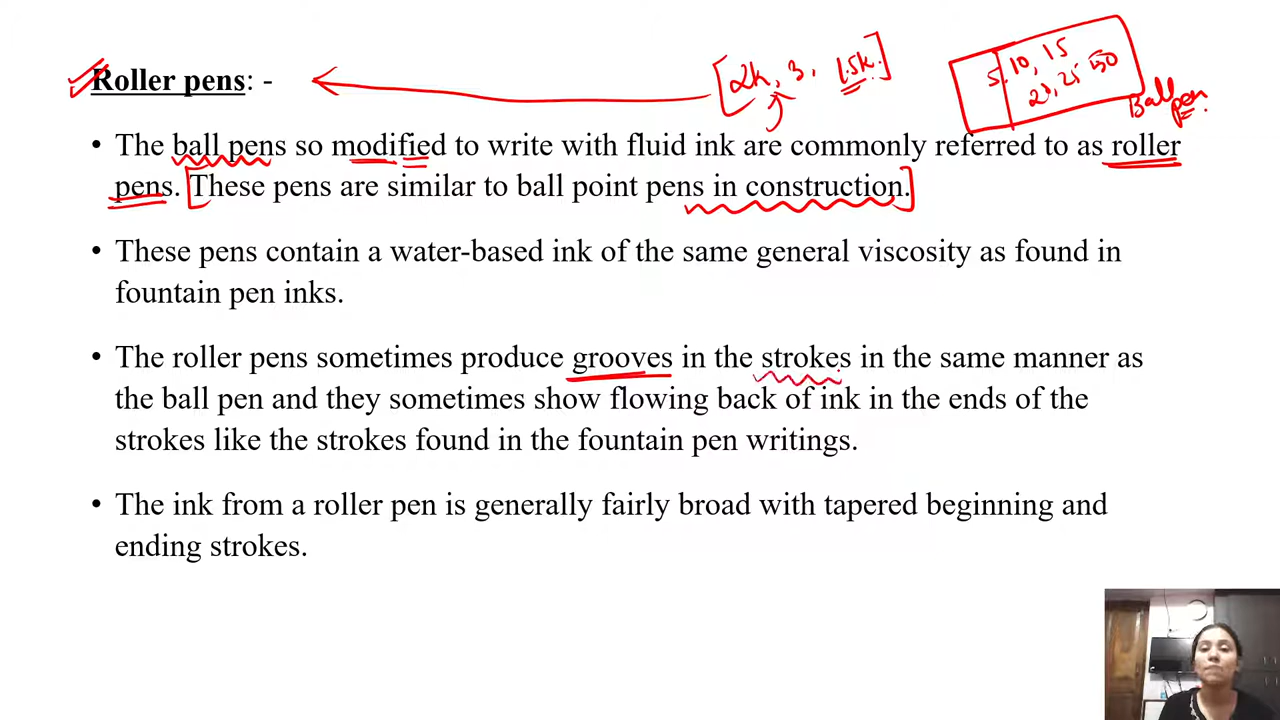 Roller pens: -
[2k, 3, 1.5k.]
5. 10, 15
20, 25
Ball pen.
• The ball pens so modified to write with fluid ink are commonly referred to as roller
pens. [These pens are similar to ball point pens in construction.]
• These pens contain a water-based ink of the same general viscosity as found in
fountain pen inks.
• The roller pens sometimes produce grooves in the strokes in the same manner as
the ball pen and they sometimes show flowing back of ink in the ends of the
strokes like the strokes found in the fountain pen writings.
• The ink from a roller pen is generally fairly broad with tapered beginning and
ending strokes.